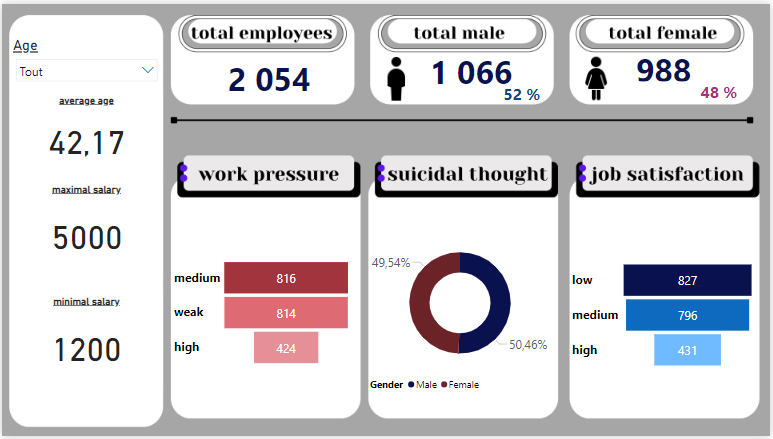 Age
Tout
average age
42,17
maximal salary
5000
minimal salary
1200
total employees
2 054
total male
1 066
52 %
total female
988
48 %
work pressure
medium 816
weak 814
high 424
suicidal thought
49,54%
50,46%
Gender Male Female
job satisfaction
low 827
medium 796
high 431